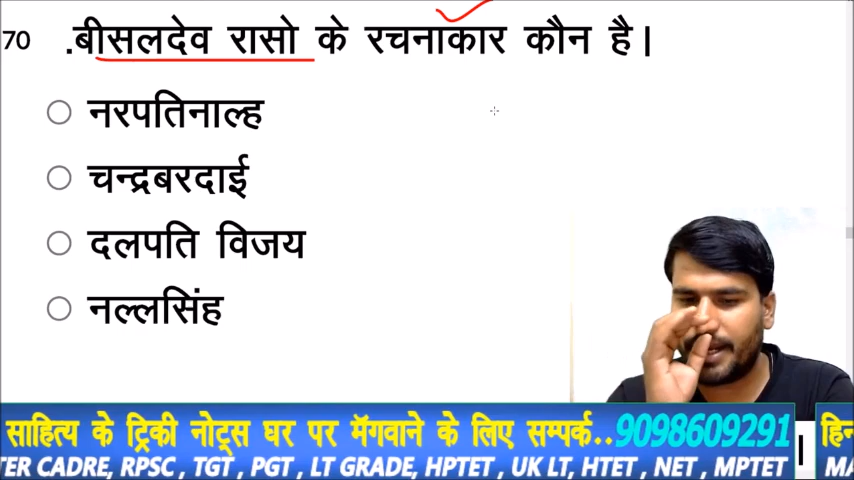 70 .बीसलदेव रासो के रचनाकार कौन है |
नरपतिनाल्ह
चन्द्रबरदाई
दलपति विजय
नल्लसिंह
साहित्य के ट्रिकी नोट्स घर पर मॅगवाने के लिए सम्पर्क..9098609291 | हिन
TER CADRE, RPSC , TGT , PGT , LT GRADE, HPTET , UK LT, HTET , NET , MPTET MA